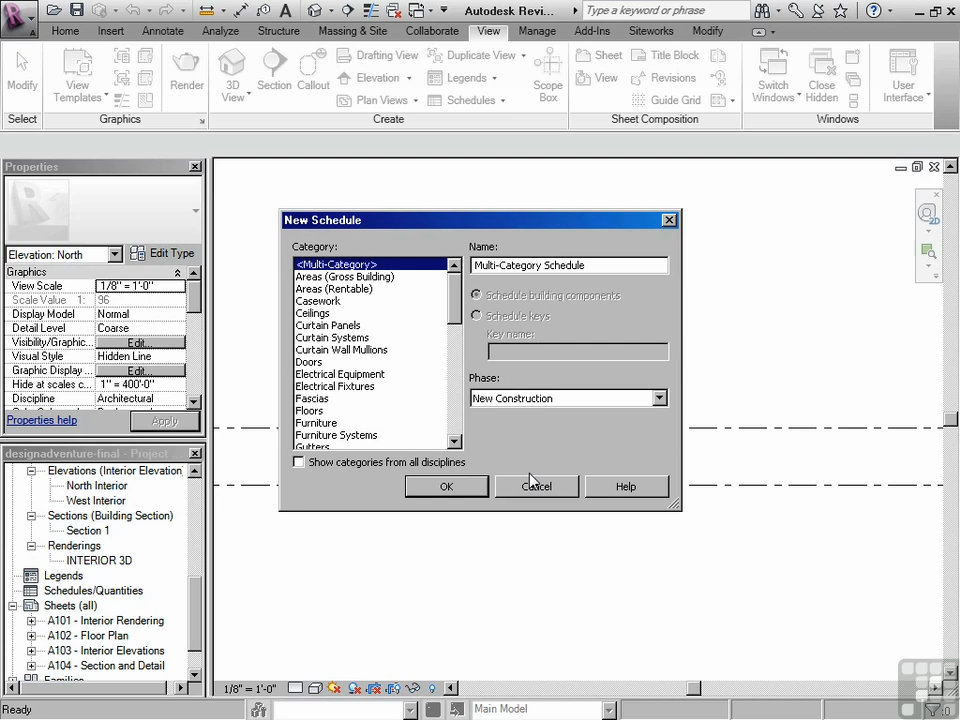 Autodesk Revi...
Type a keyword or phrase
Home Insert Annotate Analyze Structure Massing & Site Collaborate View Manage Add-Ins Siteworks Modify
Modify
View
Templates
Render
3D
View
Section
Callout
Drafting View
Elevation
Plan Views
Duplicate View
Legends
Schedules
Scope
Box
Sheet
View
Title Block
Revisions
Guide Grid
Switch
Windows
Close
Hidden
User
Interface
Select Graphics Create Sheet Composition Windows
Properties
Elevation: North Edit Type
Graphics
View Scale 1/8" = 1'-0"
Scale Value 1: 96
Display Model Normal
Detail Level Coarse
Visibility/Graphic... Edit...
Visual Style Hidden Line
Graphic Display ... Edit...
Hide at scales c... 1" = 400'-0"
Discipline Architectural
Properties help Apply
designadventure-final - ...
Elevations (Interior Elevation)
North Interior
West Interior
Sections (Building Section)
Section 1
Renderings
INTERIOR 3D
Legends
Schedules/Quantities
Sheets (all)
A101 - Interior Rendering
A102 - Floor Plan
A103 - Interior Elevations
A104 - Section and Detail
Families
New Schedule
Category:
<Multi-Category>
Areas (Gross Building)
Areas (Rentable)
Casework
Ceilings
Curtain Panels
Curtain Systems
Curtain Wall Mullions
Doors
Electrical Equipment
Electrical Fixtures
Fascias
Floors
Furniture
Furniture Systems
Gutters
Show categories from all disciplines
Name:
Multi-Category Schedule
Schedule building components
Schedule keys
Key name:
Phase:
New Construction
OK Cancel Help
2D
1/8" = 1'-0"
Ready
Main Model
:0